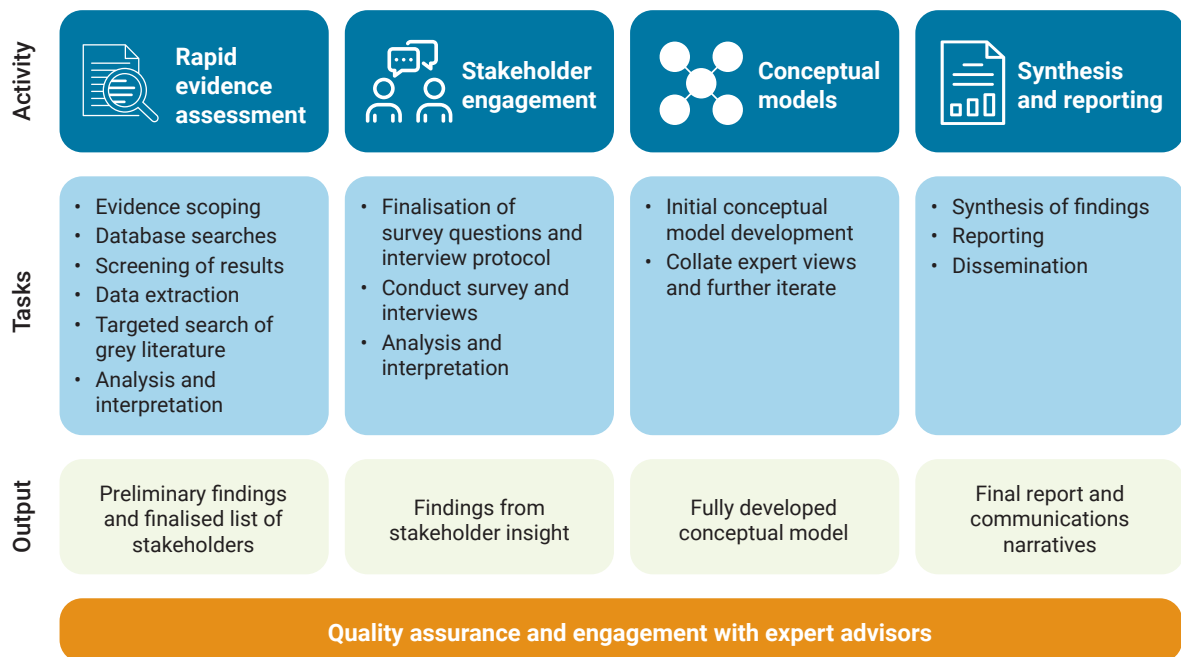 Activity
Rapid
evidence
assessment
Stakeholder
engagement
Conceptual
models
Synthesis
and reporting
Tasks
• Evidence scoping
• Database searches
• Screening of results
• Data extraction
• Targeted search of
grey literature
• Analysis and
interpretation
• Finalisation of
survey questions and
interview protocol
• Conduct survey and
interviews
• Analysis and
interpretation
• Initial conceptual
model development
• Collate expert views
and further iterate
• Synthesis of findings
• Reporting
• Dissemination
Output
Preliminary findings
and finalised list of
stakeholders
Findings from
stakeholder insight
Fully developed
conceptual model
Final report and
communications
narratives
Quality assurance and engagement with expert advisors